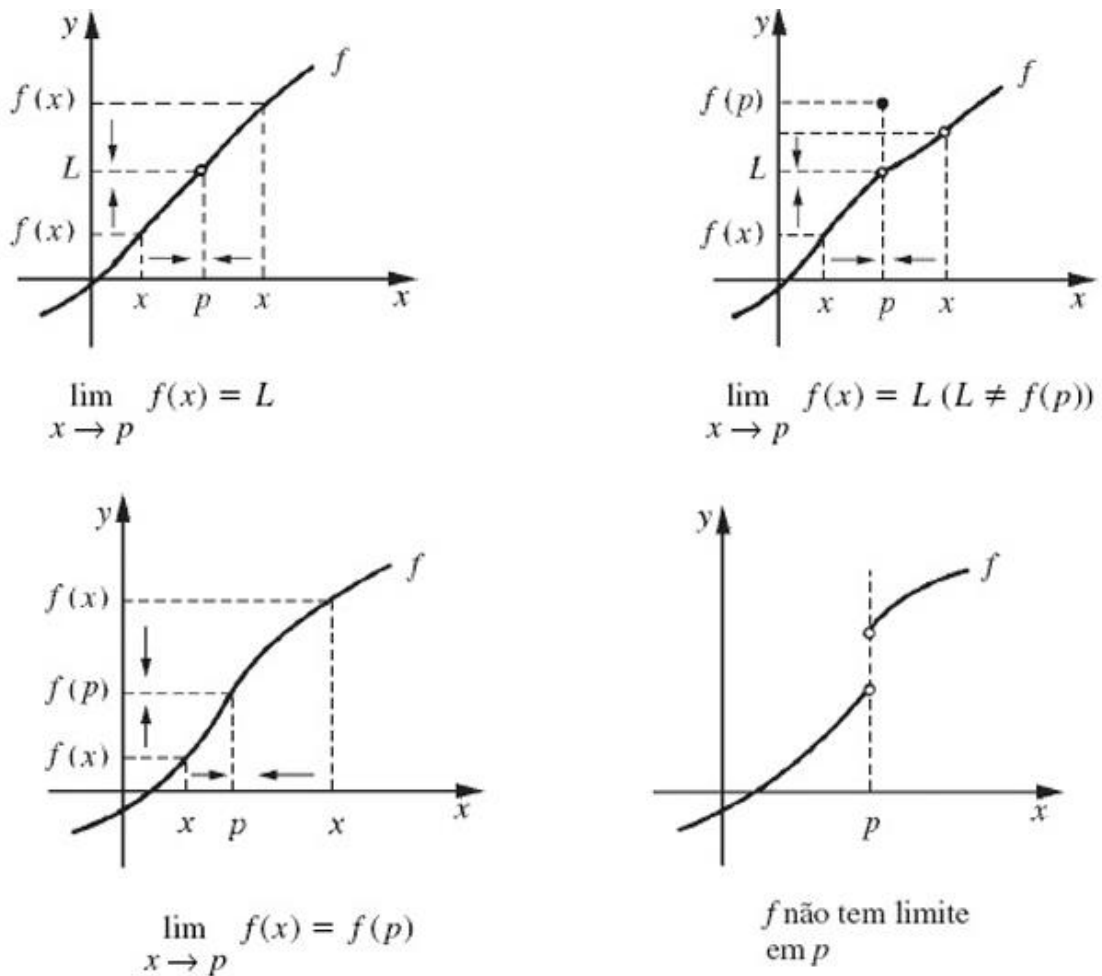 y
f
f(x)
L
f(x)
x p x x
lim f(x) = L
x → p
y
f
f(p)
L
f(x)
x p x x
lim f(x) = L (L ≠ f(p))
x → p
y
f
f(x)
f(p)
f(x)
x p x x
lim f(x) = f(p)
x → p
y
f
p x
f não tem limite
em p